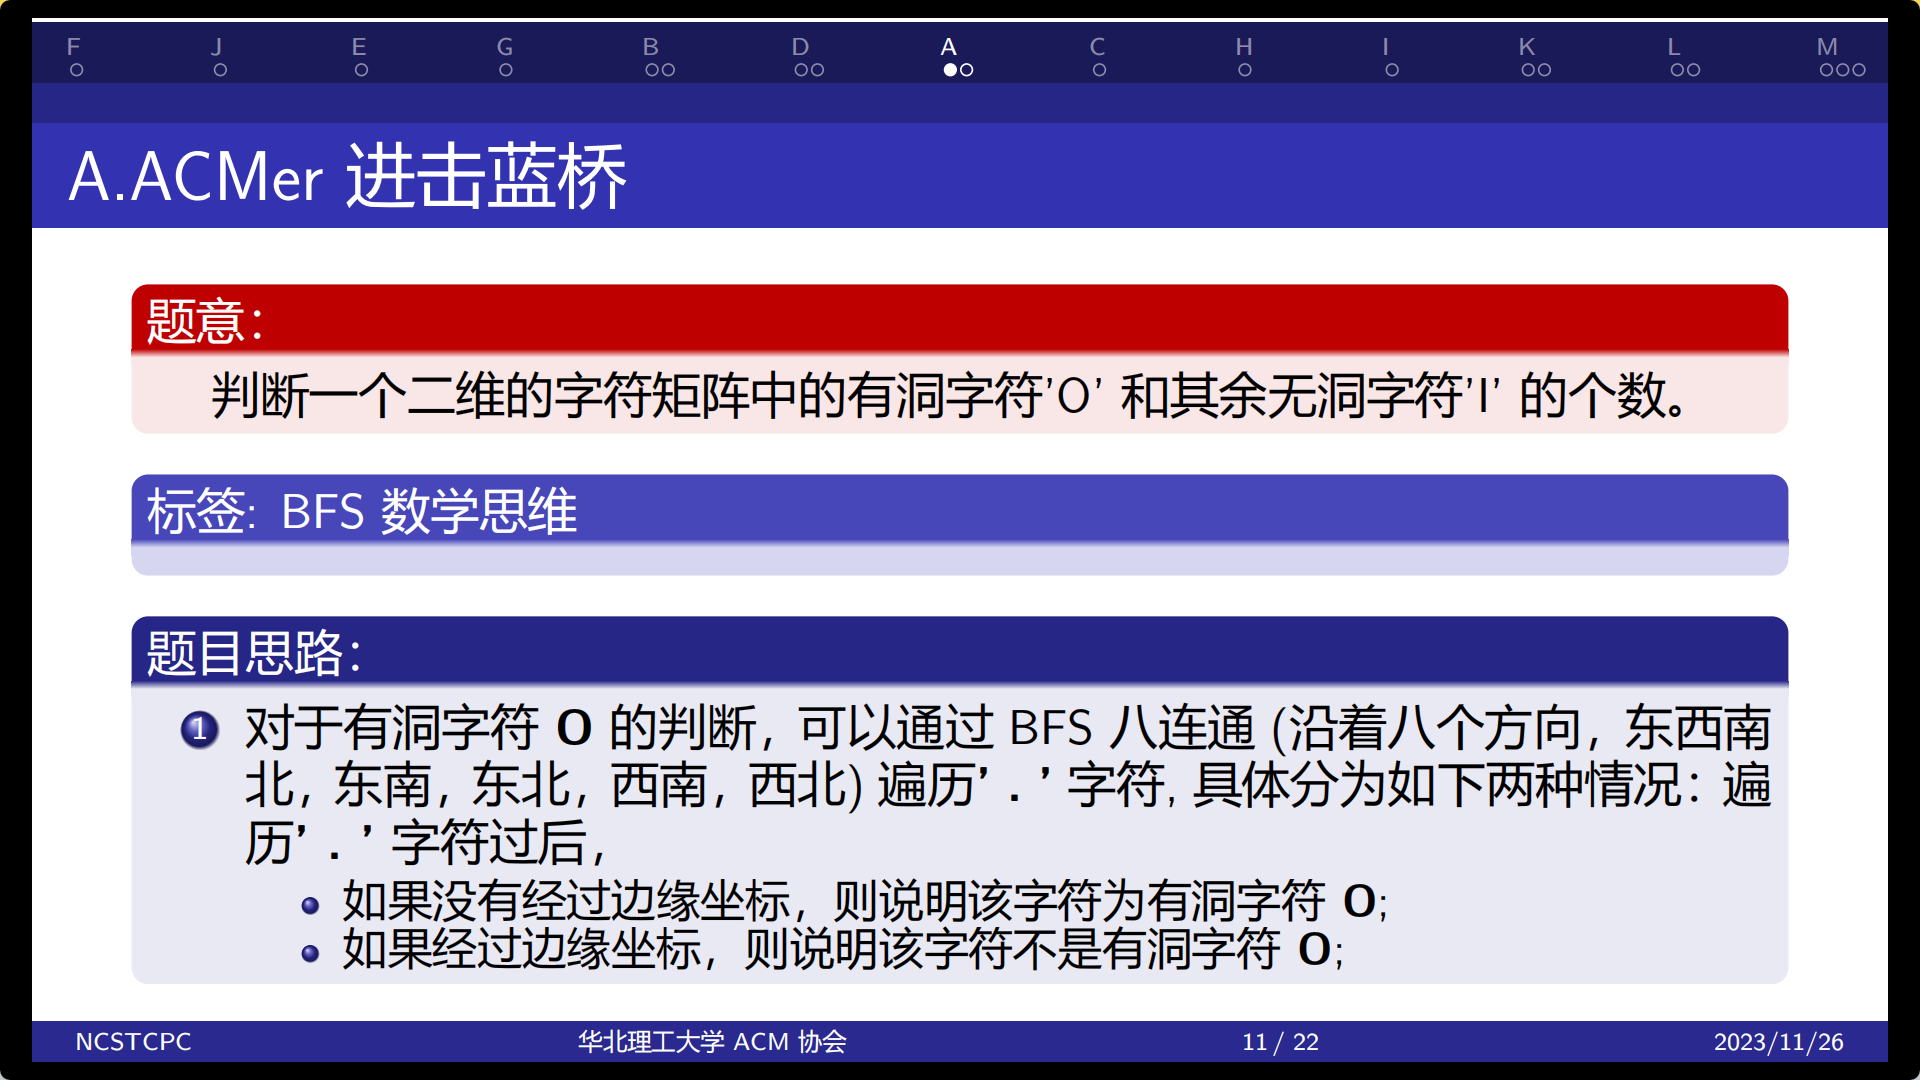 F J E G B D A C H I K L M
A.ACMer 进击蓝桥
题意：
判断一个二维的字符矩阵中的有洞字符’O’ 和其余无洞字符’I’ 的个数。
标签: BFS 数学思维
题目思路：
1 对于有洞字符 O 的判断，可以通过 BFS 八连通 (沿着八个方向，东西南
北，东南，东北，西南，西北) 遍历’.’字符, 具体分为如下两种情况：遍
历’.’字符过后，
如果没有经过边缘坐标，则说明该字符为有洞字符 O;
如果经过边缘坐标，则说明该字符不是有洞字符 O;
NCSTCPC 华北理工大学 ACM 协会 11 / 22 2023/11/26